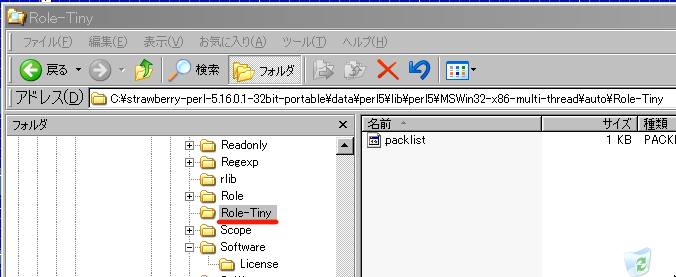 Role-Tiny
ファイル(F) 編集(E) 表示(V) お気に入り(A) ツール(T) ヘルプ(H)
戻る 検索 フォルダ
アドレス(D) C:¥strawberry-perl-5.16.0.1-32bit-portable¥data¥perl5¥lib¥perl5¥MSWin32-x86-multi-thread¥auto¥Role-Tiny
フォルダ × 名前 サイズ 種類
Readonly .packlist 1 KB PACK
Regexp
rlib
Role
Role-Tiny
Scope
Software
License